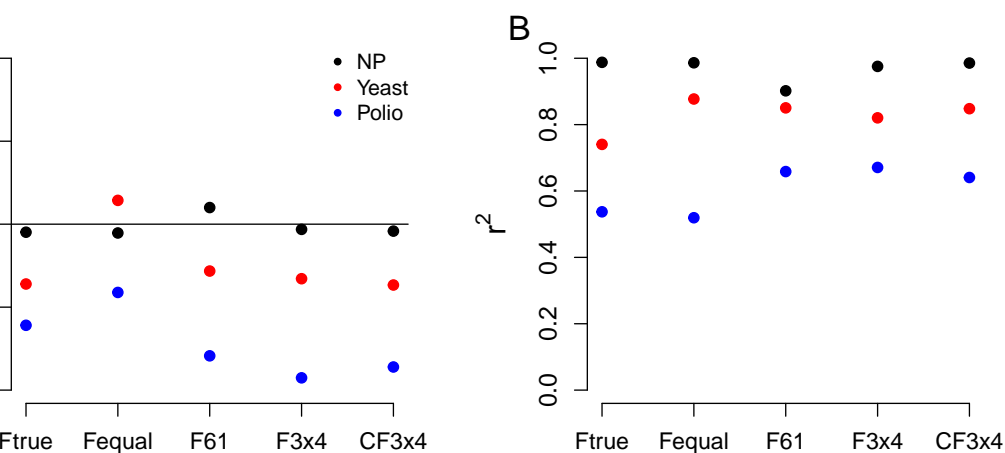 B
NP
Yeast
Polio
Ftrue Fequal F61 F3x4 CF3x4
r²
1.0
0.8
0.6
0.4
0.2
0.0
Ftrue Fequal F61 F3x4 CF3x4